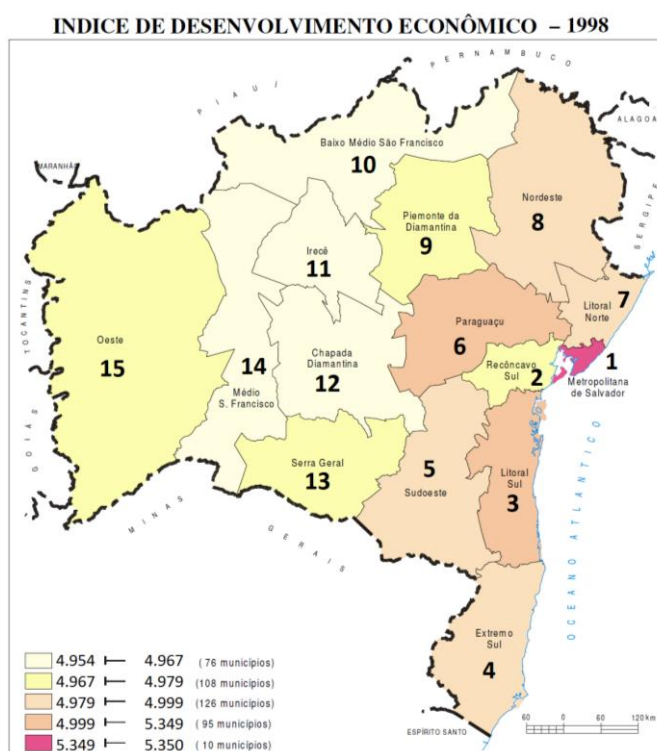 INDICE DE DESENVOLVIMENTO ECONÔMICO – 1998
PERNAMBUCO
PIAUÍ
ALAGOA
MARANHÃO
SERGIPE
TOCANTINS
GOIÁS
MINAS
GERAIS
ESPÍRITO SANTO
OCEANO ATLANTICO
Baixo Médio São Francisco
10
Nordeste
8
Piemonte da
Diamantina
9
Irecê
11
7
Litoral
Norte
Paraguaçu
6
Oeste
15
14
Médio
S. Francisco
Chapada
Diamantina
12
Recôncavo
Sul
2
1
Metropolitana
de Salvador
Serra Geral
13
5
Sudoeste
Litoral
Sul
3
Extremo
Sul
4
4.954 4.967 (76 municípios)
4.967 4.979 (108 municípios)
4.979 4.999 (126 municípios)
4.999 5.349 (95 municípios)
5.349 5.350 (10 municípios)
60 0 60 120 km